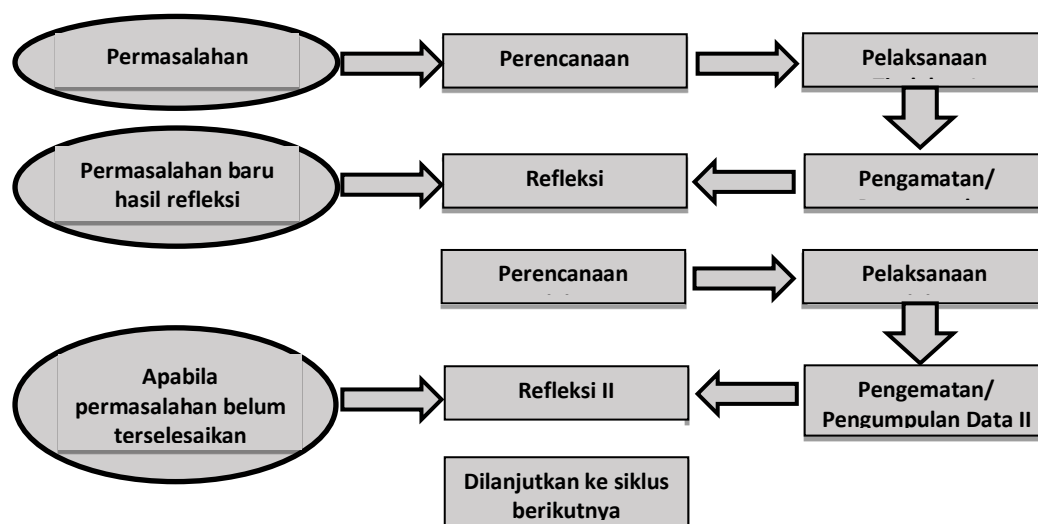 Permasalahan
Perencanaan
Pelaksanaan
Permasalahan baru
hasil refleksi
Refleksi
Pengamatan/
Perencanaan
Pelaksanaan
Apabila
permasalahan belum
terselesaikan
Refleksi II
Pengematan/
Pengumpulan Data II
Dilanjutkan ke siklus
berikutnya